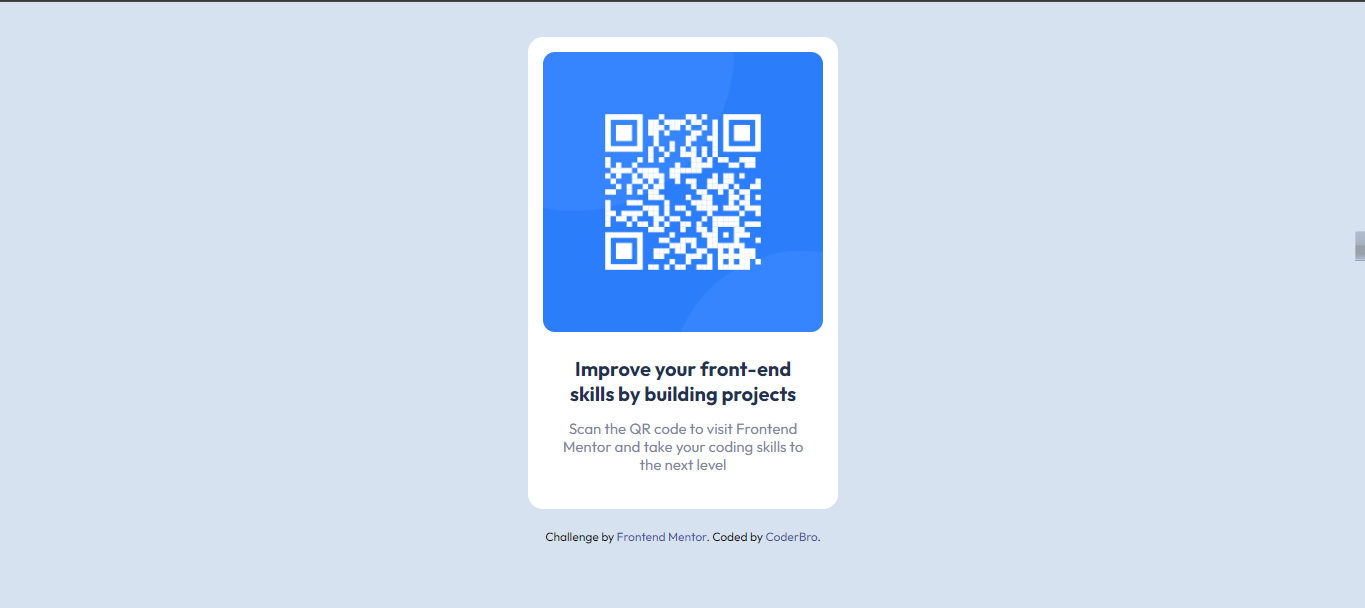 Improve your front-end
skills by building projects
Scan the QR code to visit Frontend
Mentor and take your coding skills to
the next level
Challenge by Frontend Mentor. Coded by CoderBro.